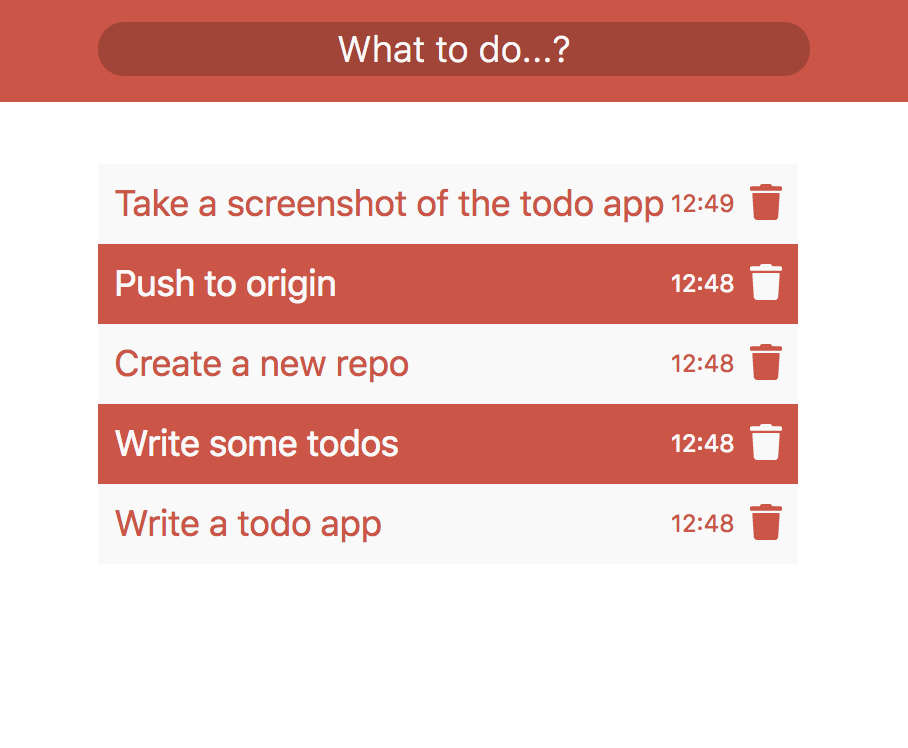 What to do...?
Take a screenshot of the todo app 12:49
Push to origin 12:48
Create a new repo 12:48
Write some todos 12:48
Write a todo app 12:48